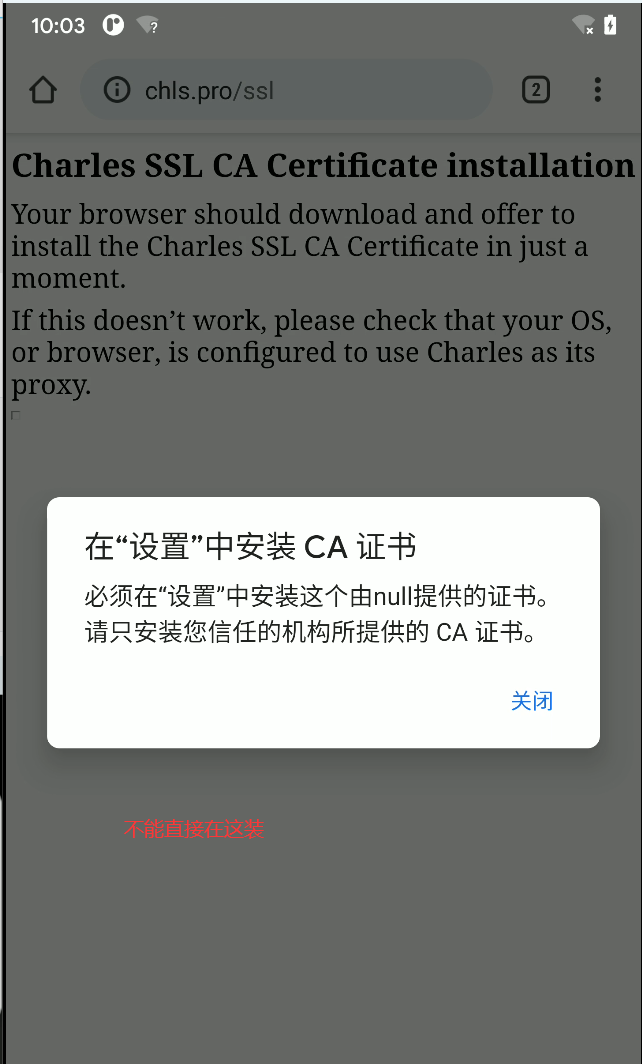 10:03
chls.pro/ssl
2
Charles SSL CA Certificate installation
Your browser should download and offer to
install the Charles SSL CA Certificate in just a
moment.
If this doesn’t work, please check that your OS,
or browser, is configured to use Charles as its
proxy.
在“设置”中安装 CA 证书
必须在“设置”中安装这个由null提供的证书。
请只安装您信任的机构所提供的 CA 证书。
关闭
不能直接在这装